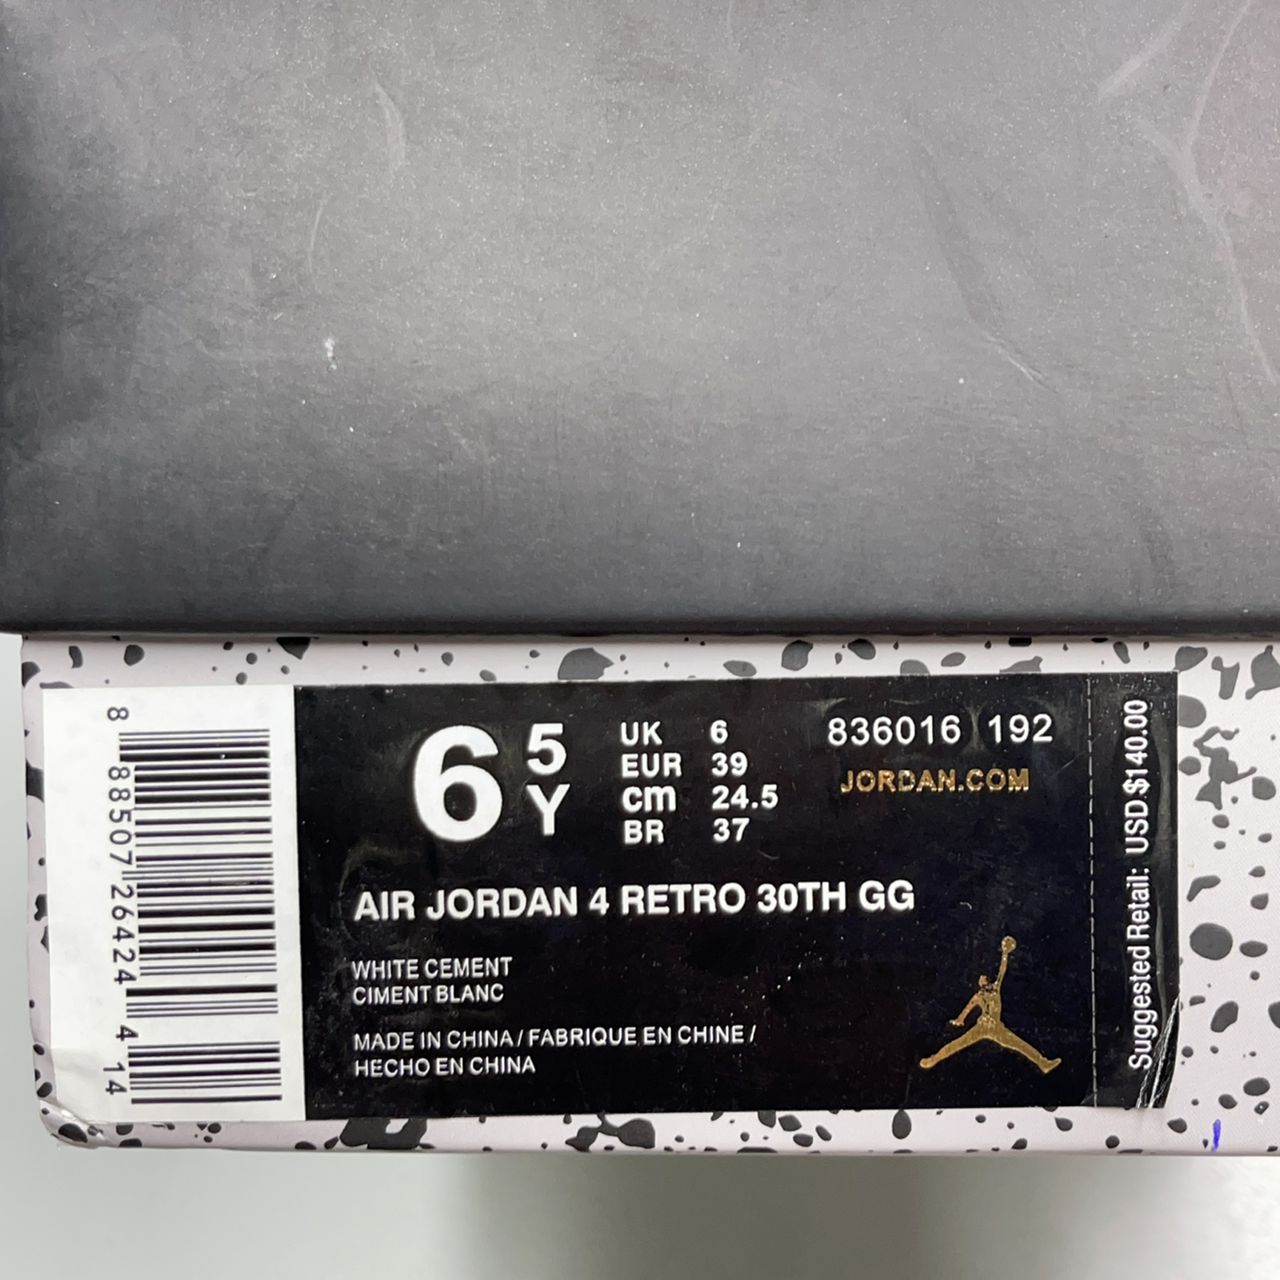 8 88507 26424 4 14
6 5 Y
UK 6
EUR 39
cm 24.5
BR 37
836016 192
JORDAN.COM
AIR JORDAN 4 RETRO 30TH GG
WHITE CEMENT
CIMENT BLANC
MADE IN CHINA / FABRIQUE EN CHINE /
HECHO EN CHINA
Suggested Retail: USD $140.00